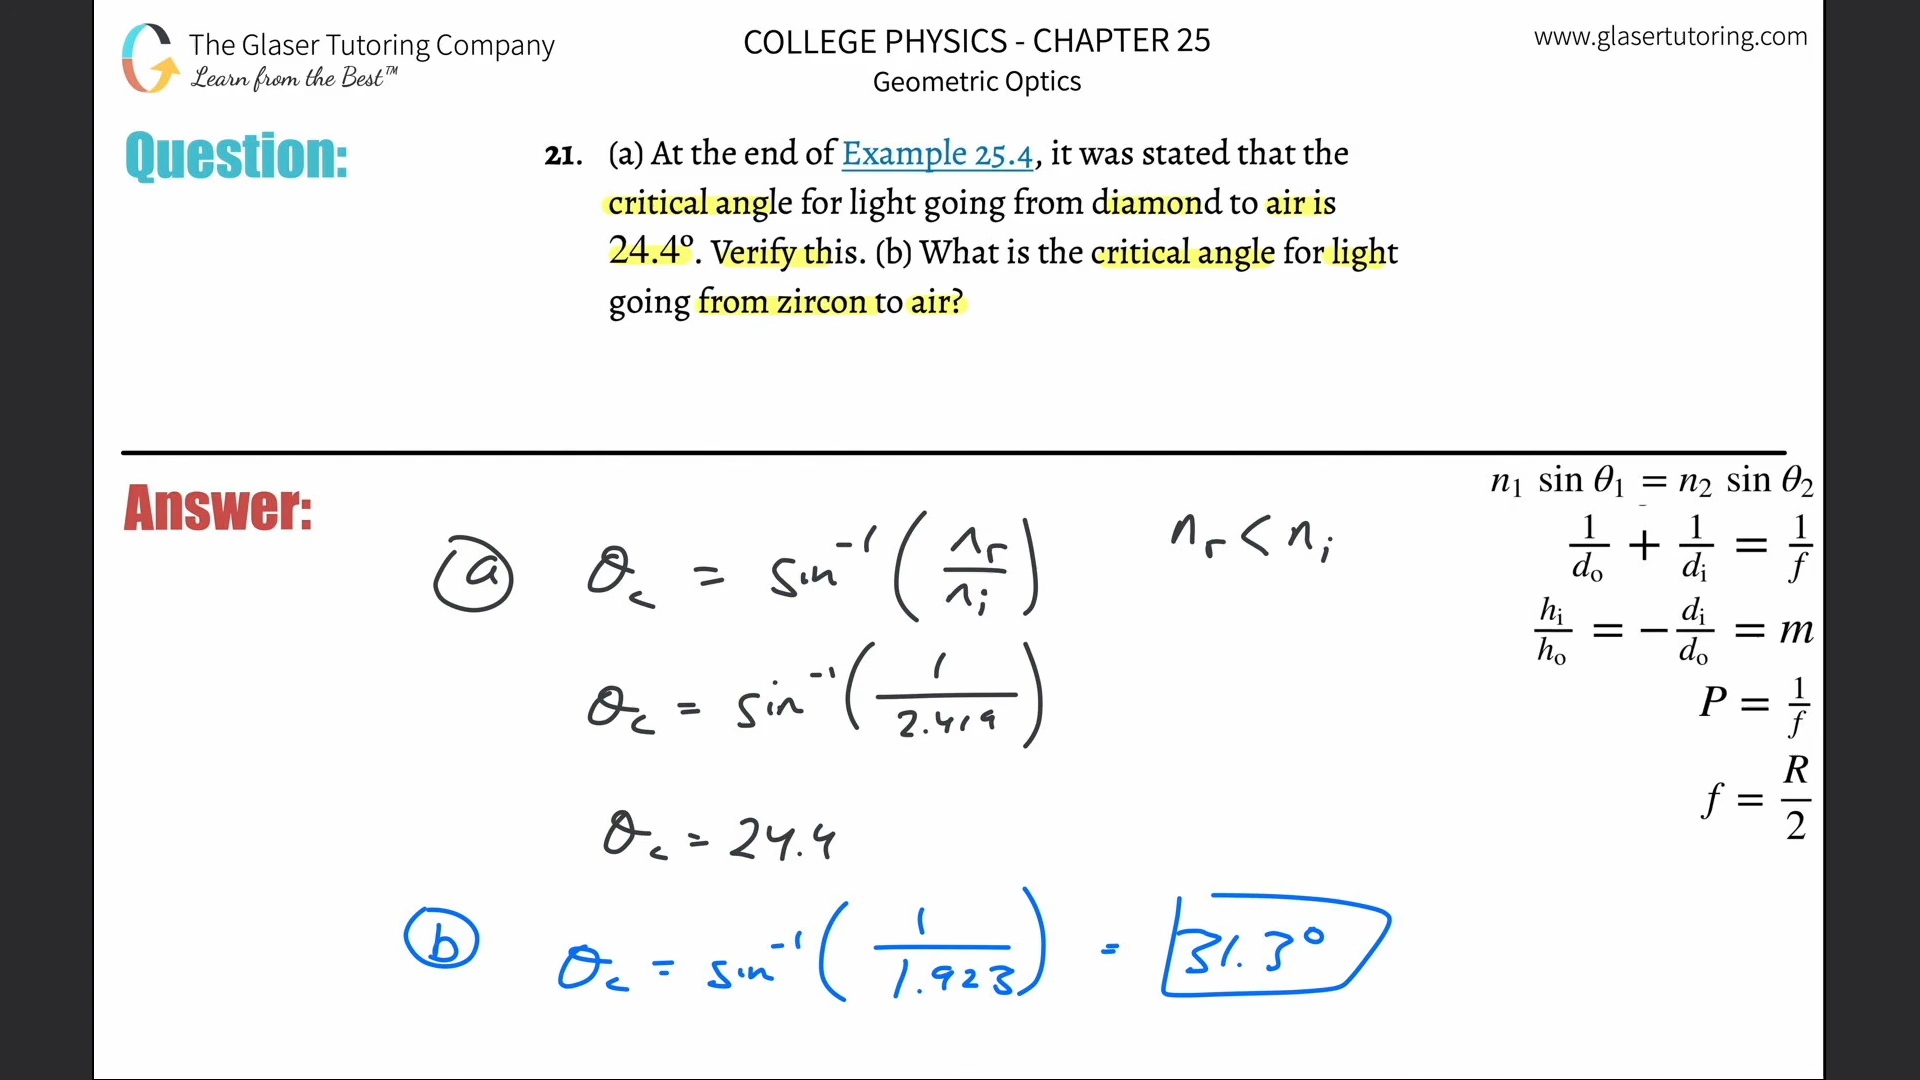 The Glaser Tutoring Company
Learn from the Best™
COLLEGE PHYSICS - CHAPTER 25
Geometric Optics
www.glasertutoring.com
Question:
21. (a) At the end of Example 25.4, it was stated that the
critical angle for light going from diamond to air is
24.4º. Verify this. (b) What is the critical angle for light
going from zircon to air?
Answer:
n₁ sin θ₁ = n₂ sin θ₂
1/dₒ + 1/dᵢ = 1/f
hᵢ/hₒ = −dᵢ/dₒ = m
P = 1/f
f = R/2
(a) θc = sin⁻¹(nr/ni)
nr < ni
θc = sin⁻¹(1/2.419)
θc = 24.4
(b) θc = sin⁻¹(1/1.923) = 31.3°